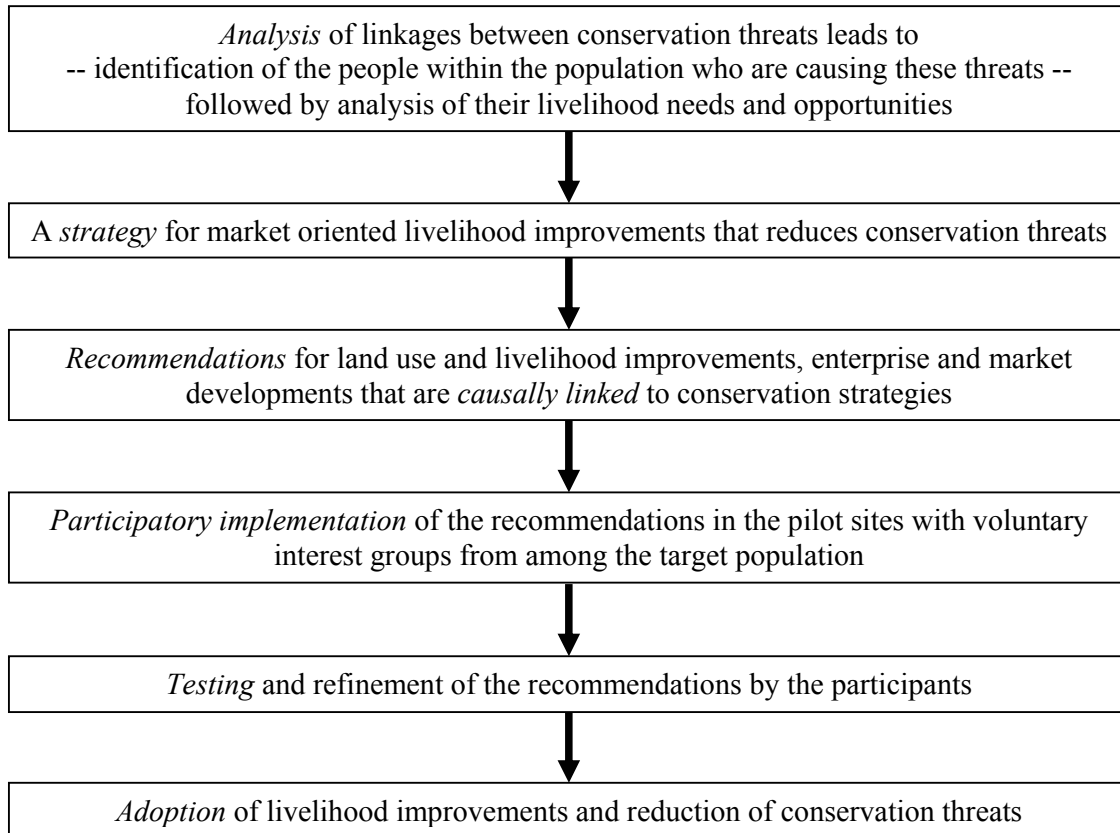 Analysis of linkages between conservation threats leads to
-- identification of the people within the population who are causing these threats --
followed by analysis of their livelihood needs and opportunities
A strategy for market oriented livelihood improvements that reduces conservation threats
Recommendations for land use and livelihood improvements, enterprise and market
developments that are causally linked to conservation strategies
Participatory implementation of the recommendations in the pilot sites with voluntary
interest groups from among the target population
Testing and refinement of the recommendations by the participants
Adoption of livelihood improvements and reduction of conservation threats